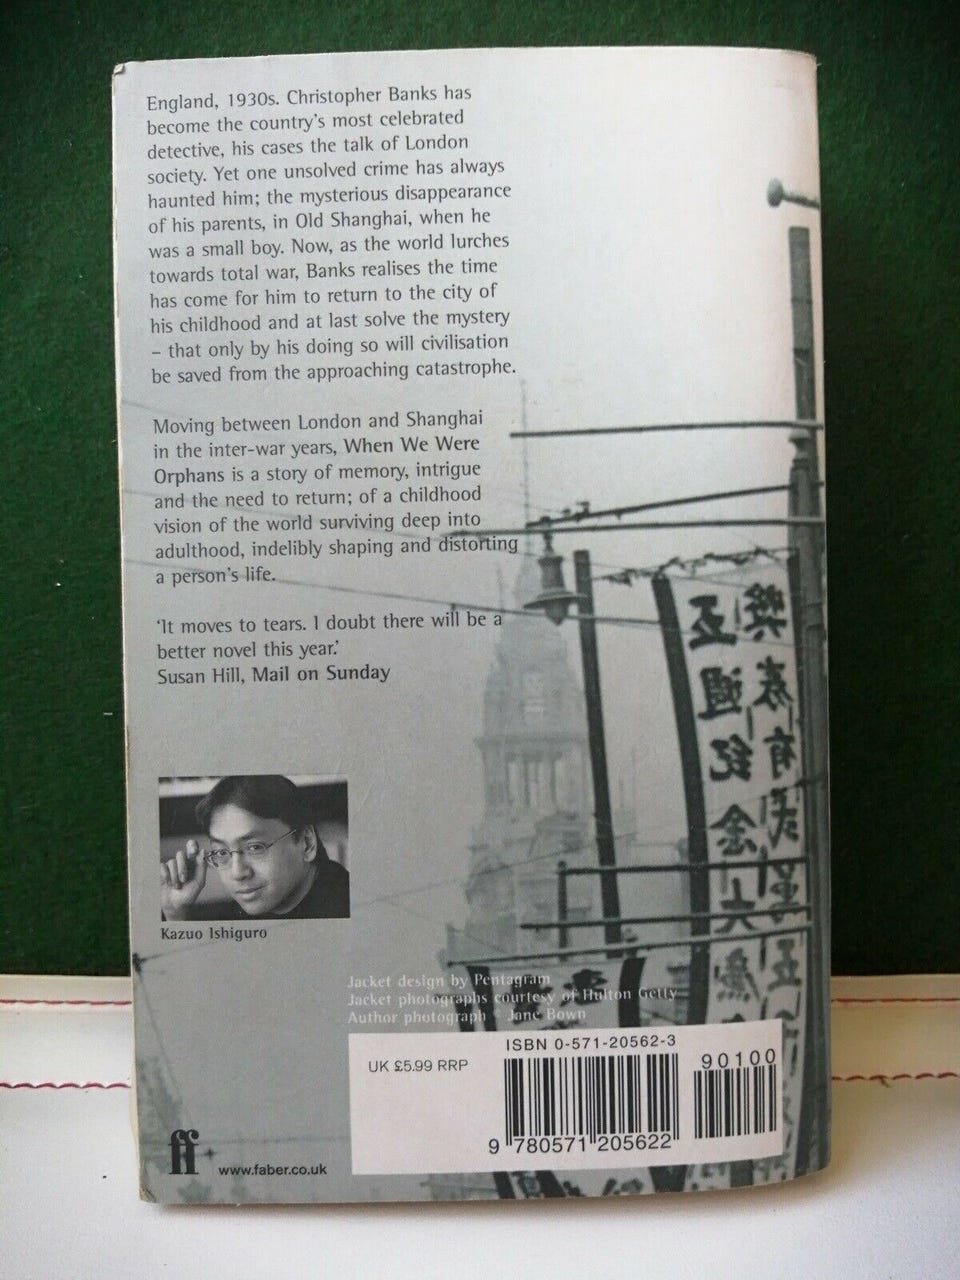 England, 1930s. Christopher Banks has
become the country's most celebrated
detective, his cases the talk of London
society. Yet one unsolved crime has always
haunted him; the mysterious disappearance
of his parents, in Old Shanghai, when he
was a small boy. Now, as the world lurches
towards total war, Banks realises the time
has come for him to return to the city of
his childhood and at last solve the mystery
– that only by his doing so will civilisation
be saved from the approaching catastrophe.
Moving between London and Shanghai
in the inter-war years, When We Were
Orphans is a story of memory, intrigue
and the need to return; of a childhood
vision of the world surviving deep into
adulthood, indelibly shaping and distorting
a person's life.
'It moves to tears. I doubt there will be a
better novel this year.'
Susan Hill, Mail on Sunday
五週紀
Kazuo Ishiguro
Jacket design by Pentagram
Jacket photographs courtesy of Hulton Getty
Author photograph © Jane Bown
ISBN 0-571-20562-3
UK £5.99 RRP
90100
9 780571 205622
ff
www.faber.co.uk